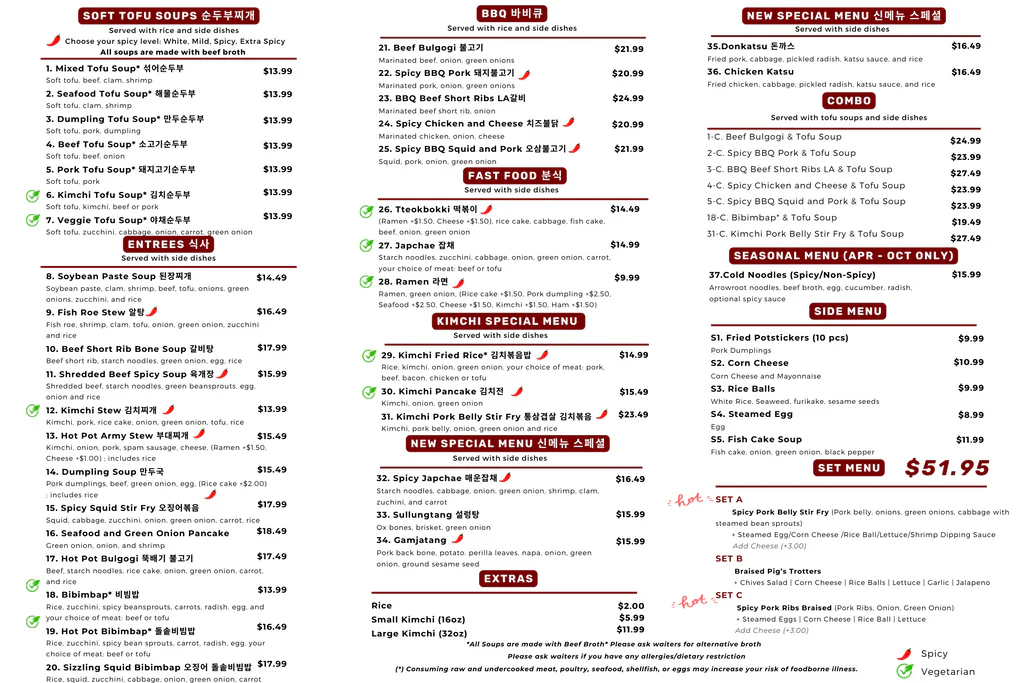 SOFT TOFU SOUPS 순두부찌개
Served with rice and side dishes
Choose your spicy level: White, Mild, Spicy, Extra Spicy
All soups are made with beef broth
1. Mixed Tofu Soup* 섞어순두부 $13.99
Soft tofu, beef, clam, shrimp
2. Seafood Tofu Soup* 해물순두부 $13.99
Soft tofu, clam, shrimp
3. Dumpling Tofu Soup* 만두순두부 $13.99
Soft tofu, pork, dumpling
4. Beef Tofu Soup* 소고기순두부 $13.99
Soft tofu, beef, onion
5. Pork Tofu Soup* 돼지고기순두부 $13.99
Soft tofu, pork
6. Kimchi Tofu Soup* 김치순두부 $13.99
Soft tofu, kimchi, beef or pork
7. Veggie Tofu Soup* 야채순두부 $13.99
Soft tofu, zucchini, cabbage, onion, carrot, green onion
ENTREES 식사
Served with side dishes
8. Soybean Paste Soup 된장찌개 $14.49
Soybean paste, clam, shrimp, beef, tofu, onions, green
onions, zucchini, and rice
9. Fish Roe Stew 알탕 $16.49
Fish roe, shrimp, clam, tofu, onion, green onion, zucchini
and rice
10. Beef Short Rib Bone Soup 갈비탕 $17.99
Beef short rib, starch noodles, green onion, egg, rice
11. Shredded Beef Spicy Soup 육개장 $15.99
Shredded beef, starch noodles, green beansprouts, egg,
onion and rice
12. Kimchi Stew 김치찌개 $13.99
Kimchi, pork, rice cake, onion, green onion, tofu, rice
13. Hot Pot Army Stew 부대찌개 $15.49
Kimchi, onion, pork, spam sausage, cheese, (Ramen +$1.50,
Cheese +$1.00) ; includes rice
14. Dumpling Soup 만두국 $15.49
Pork dumplings, beef, green onion, egg, (Rice cake +$2.00)
; includes rice
15. Spicy Squid Stir Fry 오징어볶음 $17.99
Squid, cabbage, zucchini, onion, green onion, carrot, rice
16. Seafood and Green Onion Pancake $18.49
Green onion, onion, and shrimp
17. Hot Pot Bulgogi 뚝배기 불고기 $17.49
Beef, starch noodles, rice cake, onion, green onion, carrot,
and rice
18. Bibimbap* 비빔밥 $13.99
Rice, zucchini, spicy beansprouts, carrots, radish, egg, and
your choice of meat: beef or tofu
19. Hot Pot Bibimbap* 돌솥비빔밥 $16.49
Rice, zucchini, spicy bean sprouts, carrot, radish, egg, your
choice of meat: beef or tofu
20. Sizzling Squid Bibimbap 오징어 돌솥비빔밥 $17.99
Rice, squid, zucchini, cabbage, onion, green onion, carrot
BBQ 바비큐
Served with rice and side dishes
21. Beef Bulgogi 불고기 $21.99
Marinated beef, onion, green onions
22. Spicy BBQ Pork 돼지불고기 $20.99
Marinated pork, onion, green onions
23. BBQ Beef Short Ribs LA갈비 $24.99
Marinated beef short rib, onion
24. Spicy Chicken and Cheese 치즈불닭 $20.99
Marinated chicken, onion, cheese
25. Spicy BBQ Squid and Pork 오삼불고기 $21.99
Squid, pork, onion, green onion
FAST FOOD 분식
Served with side dishes
26. Tteokbokki 떡볶이 $14.49
(Ramen +$1.50, Cheese +$1.50), rice cake, cabbage, fish cake,
beef, onion, green onion
27. Japchae 잡채 $14.99
Starch noodles, zucchini, cabbage, onion, green onion, carrot,
your choice of meat: beef or tofu
28. Ramen 라면 $9.99
Ramen, green onion, (Rice cake +$1.50, Pork dumpling +$2.50,
Seafood +$2.50, Cheese +$1.50, Kimchi +$1.50, Ham +$1.50)
KIMCHI SPECIAL MENU
Served with side dishes
29. Kimchi Fried Rice* 김치볶음밥 $14.99
Rice, kimchi, onion, green onion, your choice of meat: pork,
beef, bacon, chicken or tofu
30. Kimchi Pancake 김치전 $15.49
Kimchi, onion, green onion
31. Kimchi Pork Belly Stir Fry 통삼겹살 김치볶음 $23.49
Kimchi, pork belly, onion, green onion and rice
NEW SPECIAL MENU 신메뉴 스페셜
Served with side dishes
32. Spicy Japchae 매운잡채 $16.49
Starch noodles, cabbage, onion, green onion, shrimp, clam,
zuchini, and carrot
33. Sullungtang 설렁탕 $15.99
Ox bones, brisket, green onion
34. Gamjatang $15.99
Pork back bone, potato, perilla leaves, napa, onion, green
onion, ground sesame seed
EXTRAS
Rice $2.00
Small Kimchi (16oz) $5.99
Large Kimchi (32oz) $11.99
*All Soups are made with Beef Broth* Please ask waiters for alternative broth
Please ask waiters if you have any allergies/dietary restriction
(*) Consuming raw and undercooked meat, poultry, seafood, shellfish, or eggs may increase your risk of foodborne illness.
NEW SPECIAL MENU 신메뉴 스페셜
Served with side dishes
35.Donkatsu 돈까스 $16.49
Fried pork, cabbage, pickled radish, katsu sauce, and rice
36. Chicken Katsu $16.49
Fried chicken, cabbage, pickled radish, katsu sauce, and rice
COMBO
Served with tofu soups and side dishes
1-C. Beef Bulgogi & Tofu Soup $24.99
2-C. Spicy BBQ Pork & Tofu Soup $23.99
3-C. BBQ Beef Short Ribs LA & Tofu Soup $27.49
4-C. Spicy Chicken and Cheese & Tofu Soup $23.99
5-C. Spicy BBQ Squid and Pork & Tofu Soup $23.99
18-C. Bibimbap* & Tofu Soup $19.49
31-C. Kimchi Pork Belly Stir Fry & Tofu Soup $27.49
SEASONAL MENU (APR - OCT ONLY)
37.Cold Noodles (Spicy/Non-Spicy) $15.99
Arrowroot noodles, beef broth, egg, cucumber, radish,
optional spicy sauce
SIDE MENU
S1. Fried Potstickers (10 pcs) $9.99
Pork Dumplings
S2. Corn Cheese $10.99
Corn Cheese and Mayonnaise
S3. Rice Balls $9.99
White Rice, Seaweed, furikake, sesame seeds
S4. Steamed Egg $8.99
Egg
S5. Fish Cake Soup $11.99
Fish cake, onion, green onion, black pepper
SET MENU $51.95
hot SET A
Spicy Pork Belly Stir Fry (Pork belly, onions, green onions, cabbage with
steamed bean sprouts)
+ Steamed Egg/Corn Cheese /Rice Ball/Lettuce/Shrimp Dipping Sauce
Add Cheese (+3.00)
SET B
Braised Pig's Trotters
+ Chives Salad | Corn Cheese | Rice Balls | Lettuce | Garlic | Jalapeno
hot SET C
Spicy Pork Ribs Braised (Pork Ribs, Onion, Green Onion)
+ Steamed Eggs | Corn Cheese | Rice Ball | Lettuce
Add Cheese (+3.00)
Spicy
Vegetarian